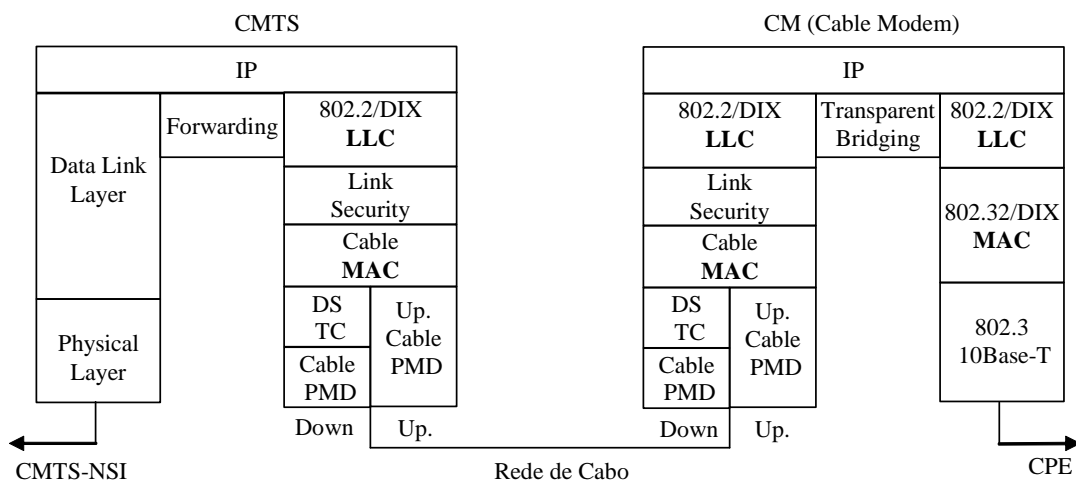 CMTS
CM (Cable Modem)
IP
IP
Forwarding
802.2/DIX
LLC
Data Link
Layer
Link
Security
Cable
MAC
DS
TC
Up.
Cable
PMD
Cable
PMD
Physical
Layer
Down
Up.
CMTS-NSI
802.2/DIX
LLC
Transparent
Bridging
802.2/DIX
LLC
Link
Security
Cable
MAC
802.32/DIX
MAC
DS
TC
Up.
Cable
PMD
Cable
PMD
802.3
10Base-T
Down
Up.
CPE
Rede de Cabo